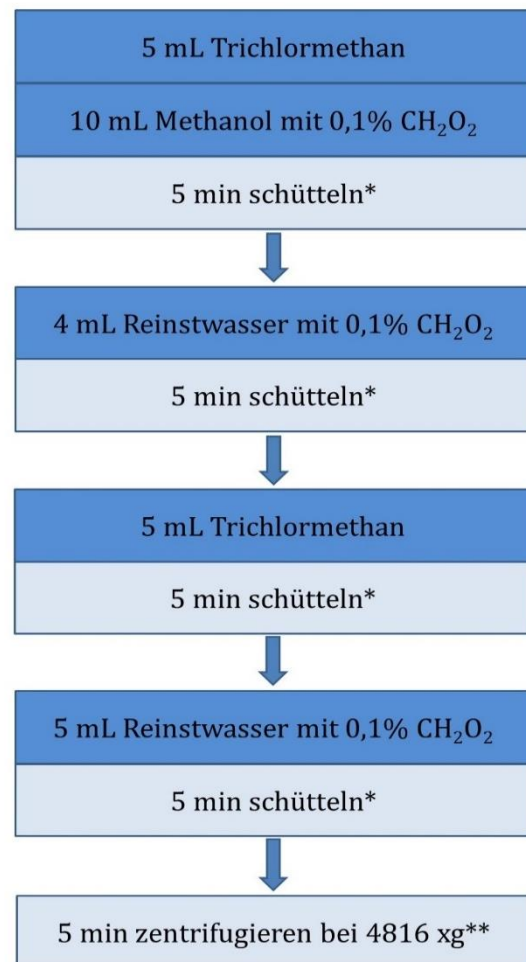 5 mL Trichlormethan
10 mL Methanol mit 0,1% CH₂O₂
5 min schütteln*
4 mL Reinstwasser mit 0,1% CH₂O₂
5 min schütteln*
5 mL Trichlormethan
5 min schütteln*
5 mL Reinstwasser mit 0,1% CH₂O₂
5 min schütteln*
5 min zentrifugieren bei 4816 xg**